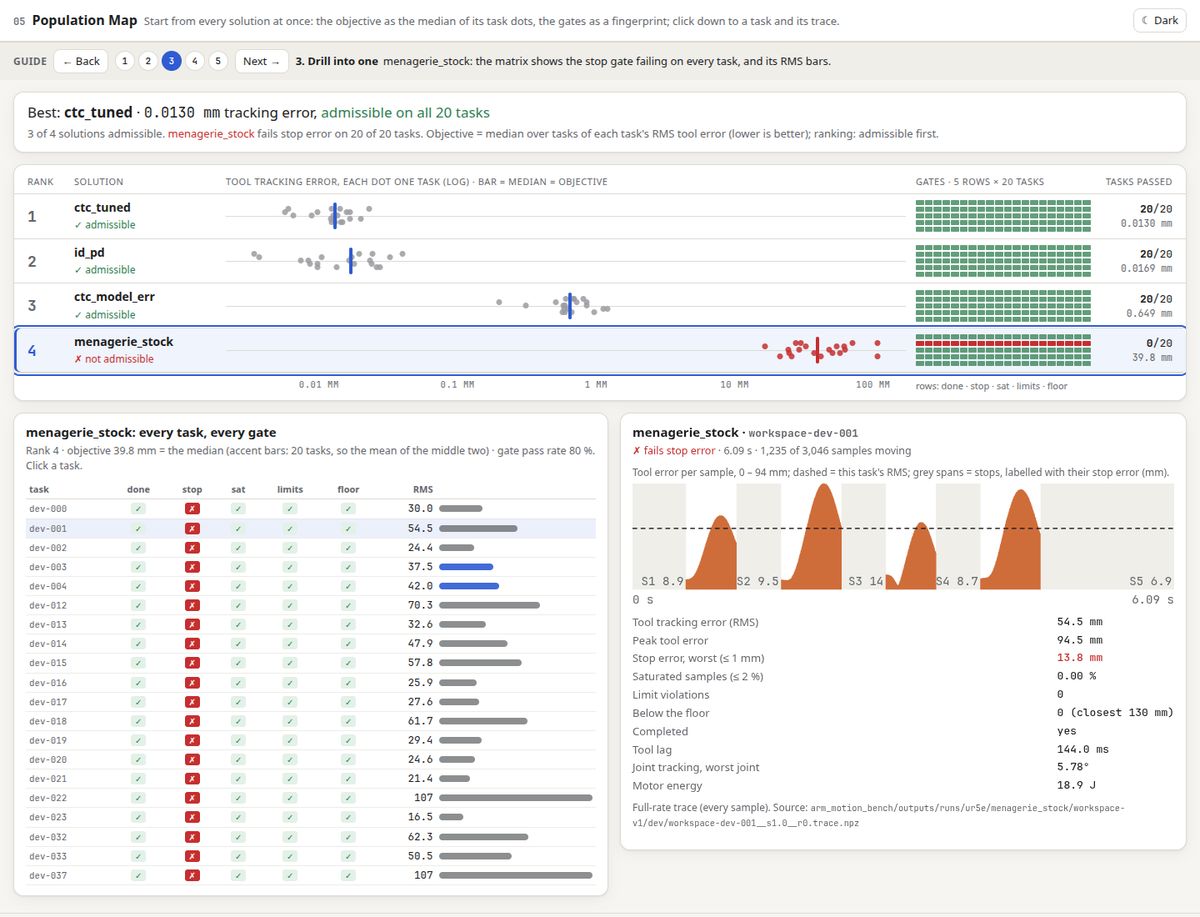 05 Population Map Start from every solution at once: the objective as the median of its task dots, the gates as a fingerprint; click down to a task and its trace.
☾ Dark
GUIDE ← Back 1 2 3 4 5 Next → 3. Drill into one menagerie_stock: the matrix shows the stop gate failing on every task, and its RMS bars.
Best: ctc_tuned · 0.0130 mm tracking error, admissible on all 20 tasks
3 of 4 solutions admissible. menagerie_stock fails stop error on 20 of 20 tasks. Objective = median over tasks of each task's RMS tool error (lower is better); ranking: admissible first.
RANK SOLUTION TOOL TRACKING ERROR, EACH DOT ONE TASK (LOG) · BAR = MEDIAN = OBJECTIVE GATES · 5 ROWS × 20 TASKS TASKS PASSED
1 ctc_tuned 20/20
✓ admissible 0.0130 mm
2 id_pd 20/20
✓ admissible 0.0169 mm
3 ctc_model_err 20/20
✓ admissible 0.649 mm
4 menagerie_stock 0/20
✗ not admissible 39.8 mm
0.01 MM 0.1 MM 1 MM 10 MM 100 MM rows: done · stop · sat · limits · floor
menagerie_stock: every task, every gate
Rank 4 · objective 39.8 mm = the median (accent bars: 20 tasks, so the mean of the middle two) · gate pass rate 80 %.
Click a task.
task done stop sat limits floor RMS
dev-000 ✓ ✗ ✓ ✓ ✓ 30.0
dev-001 ✓ ✗ ✓ ✓ ✓ 54.5
dev-002 ✓ ✗ ✓ ✓ ✓ 24.4
dev-003 ✓ ✗ ✓ ✓ ✓ 37.5
dev-004 ✓ ✗ ✓ ✓ ✓ 42.0
dev-012 ✓ ✗ ✓ ✓ ✓ 70.3
dev-013 ✓ ✗ ✓ ✓ ✓ 32.6
dev-014 ✓ ✗ ✓ ✓ ✓ 47.9
dev-015 ✓ ✗ ✓ ✓ ✓ 57.8
dev-016 ✓ ✗ ✓ ✓ ✓ 25.9
dev-017 ✓ ✗ ✓ ✓ ✓ 27.6
dev-018 ✓ ✗ ✓ ✓ ✓ 61.7
dev-019 ✓ ✗ ✓ ✓ ✓ 29.4
dev-020 ✓ ✗ ✓ ✓ ✓ 24.6
dev-021 ✓ ✗ ✓ ✓ ✓ 21.4
dev-022 ✓ ✗ ✓ ✓ ✓ 107
dev-023 ✓ ✗ ✓ ✓ ✓ 16.5
dev-032 ✓ ✗ ✓ ✓ ✓ 62.3
dev-033 ✓ ✗ ✓ ✓ ✓ 50.5
dev-037 ✓ ✗ ✓ ✓ ✓ 107
menagerie_stock · workspace-dev-001
✗ fails stop error · 6.09 s · 1,235 of 3,046 samples moving
Tool error per sample, 0 – 94 mm; dashed = this task's RMS; grey spans = stops, labelled with their stop error (mm).
S1 8.9 S2 9.5 S3 14 S4 8.7 S5 6.9
0 s 6.09 s
Tool tracking error (RMS) 54.5 mm
Peak tool error 94.5 mm
Stop error, worst (≤ 1 mm) 13.8 mm
Saturated samples (≤ 2 %) 0.00 %
Limit violations 0
Below the floor 0 (closest 130 mm)
Completed yes
Tool lag 144.0 ms
Joint tracking, worst joint 5.78°
Motor energy 18.9 J
Full-rate trace (every sample). Source: arm_motion_bench/outputs/runs/ur5e/menagerie_stock/workspace-
v1/dev/workspace-dev-001__s1.0__r0.trace.npz